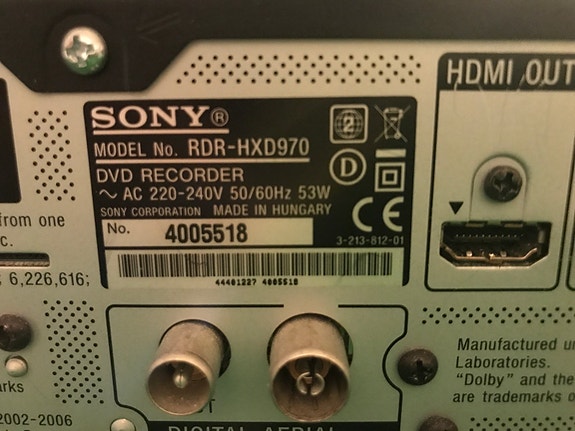 HDMI OUT
SONY®
MODEL No. RDR-HXD970
DVD RECORDER
~ AC 220-240V 50/60Hz 53W
SONY CORPORATION MADE IN HUNGARY
No. 4005518
2
D
CE
3-213-812-01
44401227 4005518
from one
c.
6,226,616;
arks
2002-2006
Manufactured
Laboratories.
"Dolby" and the
are trademarks o
DIGITAL AERIAL